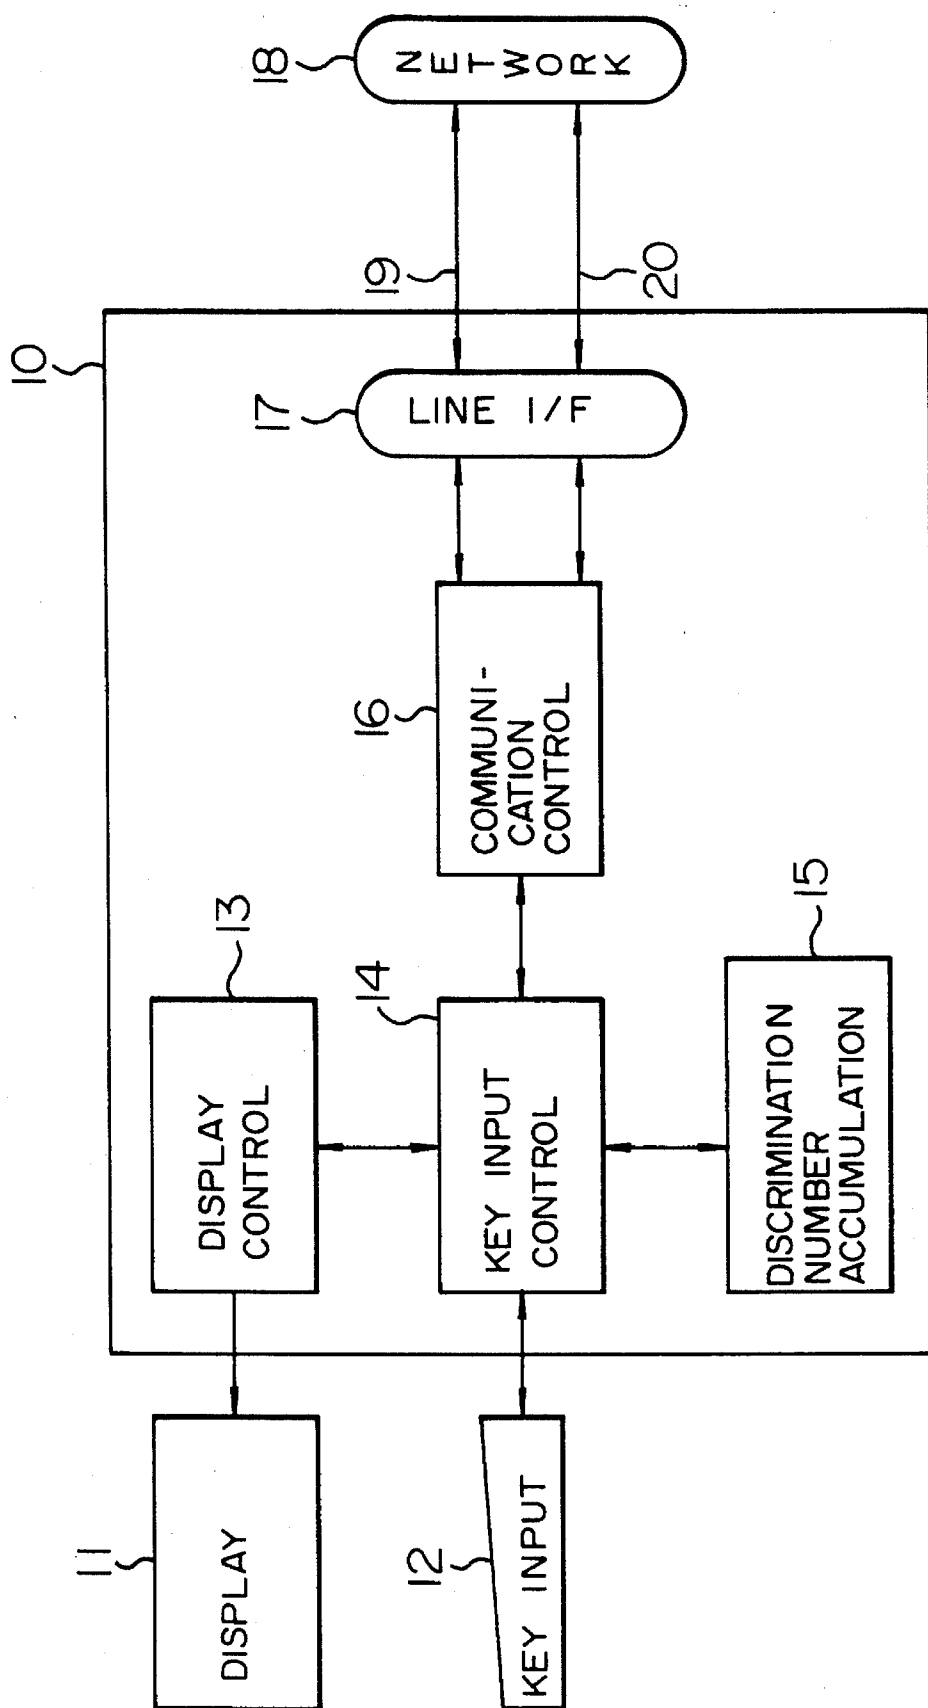 10
11
DISPLAY
13
DISPLAY
CONTROL
12
KEY INPUT
14
KEY INPUT
CONTROL
15
DISCRIMINATION
NUMBER
ACCUMULATION
16
COMMUNI-
CATION
CONTROL
17
LINE I/F
19
20
18
NETWORK